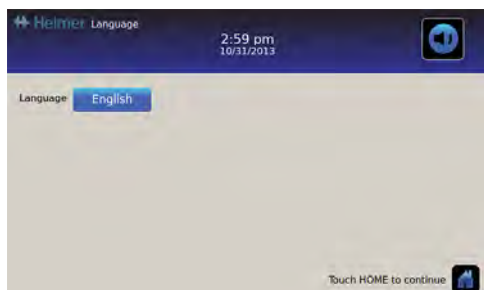 Helmer Language
2:59 pm
10/31/2013
Language English
Touch HOME to continue